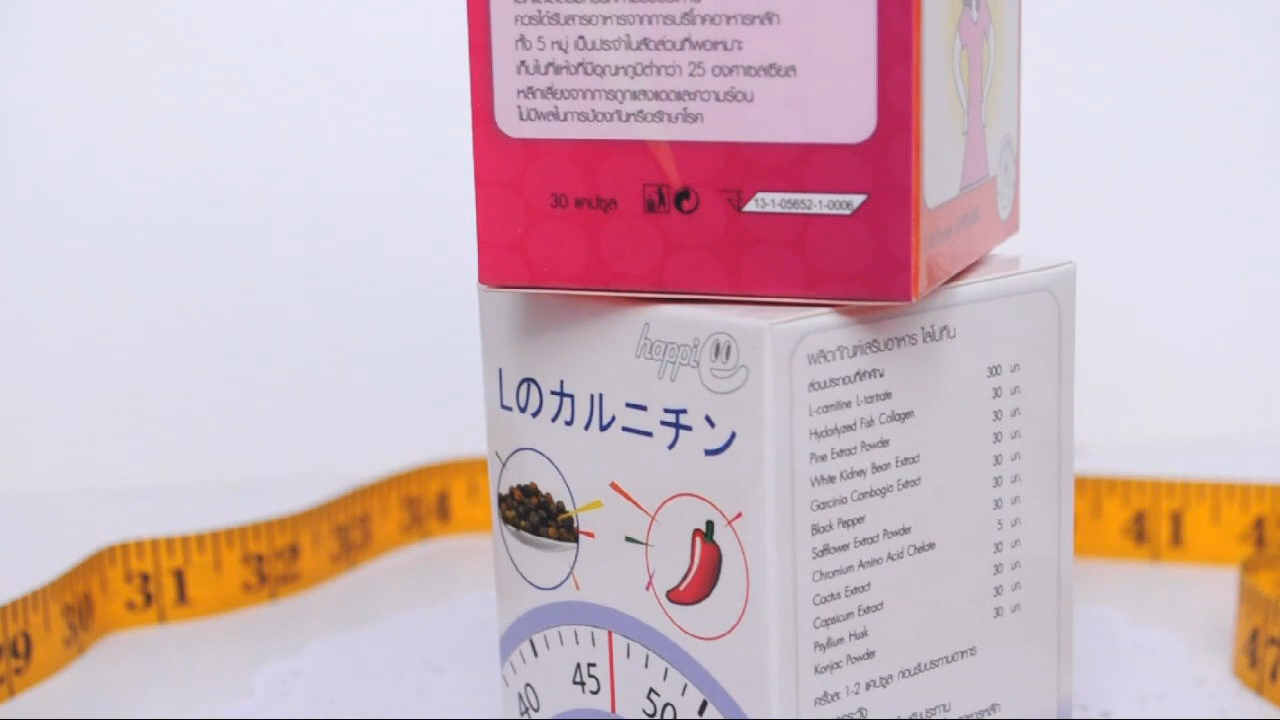 ควรได้รับสารอาหารจากการบริโภคอาหารหลัก
ทั้ง 5 หมู่ เป็นประจำในสัดส่วนที่พอเหมาะ
เก็บในที่แห้งที่มีอุณหภูมิต่ำกว่า 25 องศาเซลเซียส
หลีกเลี่ยงจากการถูกแสงแดดและความร้อน
ไม่มีผลในการป้องกันหรือรักษาโรค
30 แคปซูล
13-1-05652-1-0006
happi
Lのカルニチン
40 45 50
ผลิตภัณฑ์เสริมอาหาร ไลโปทีน
ส่วนประกอบที่สำคัญ
L-carnitine L-tartrate 300 มก.
Hydorlyzed Fish Collagen 30 มก.
Pine Extract Powder 30 มก.
White Kidney Bean Extract 30 มก.
Garcinia Cambogia Extract 30 มก.
Black Pepper 30 มก.
Safflower Extract Powder 30 มก.
Chromium Amino Acid Chelate 5 มก.
Cactus Extract 30 มก.
Capsicum Extract 30 มก.
Psyllium Husk 30 มก.
Konjac Powder 30 มก.
ครั้งละ 1-2 แคปซูล ก่อนรับประทานอาหาร
29 30 31 32 33 34
41
47